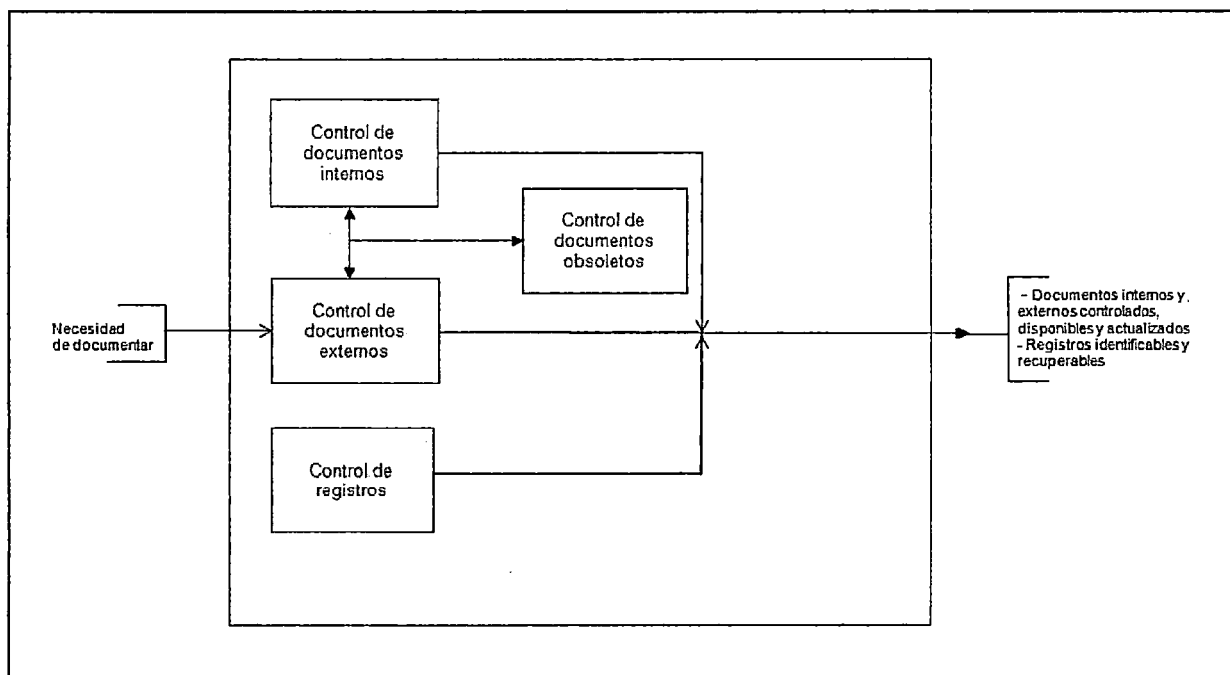 Control de
documentos
internos
Control de
documentos
obsoletos
Necesidad
de documentar
Control de
documentos
externos
- Documentos internos y,
externos controlados,
disponibles y actualizados
- Registros identificables y
recuperables
Control de
registros